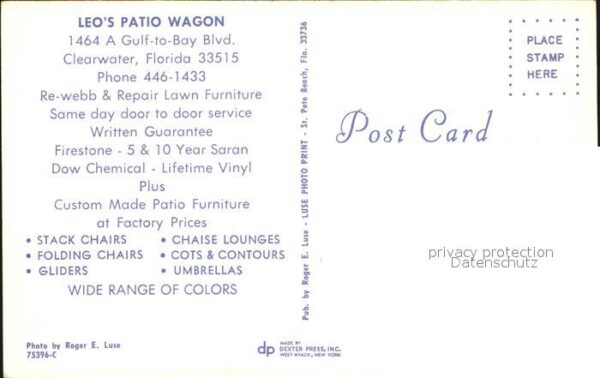 LEO'S PATIO WAGON
1464 A Gulf-to-Bay Blvd.
Clearwater, Florida 33515
Phone 446-1433
Re-webb & Repair Lawn Furniture
Same day door to door service
Written Guarantee
Firestone - 5 & 10 Year Saran
Dow Chemical - Lifetime Vinyl
Plus
Custom Made Patio Furniture
at Factory Prices
• STACK CHAIRS • CHAISE LOUNGES
• FOLDING CHAIRS • COTS & CONTOURS
• GLIDERS • UMBRELLAS
WIDE RANGE OF COLORS
Photo by Roger E. Luse
75396-C
Pub. by Roger E. Luse - LUSE PHOTO PRINT - St. Pete Beach, Fla. 33736
dp MADE BY
DEXTER PRESS, INC.
WEST NYACK, NEW YORK
Post Card
PLACE
STAMP
HERE
privacy protection
Datenschutz